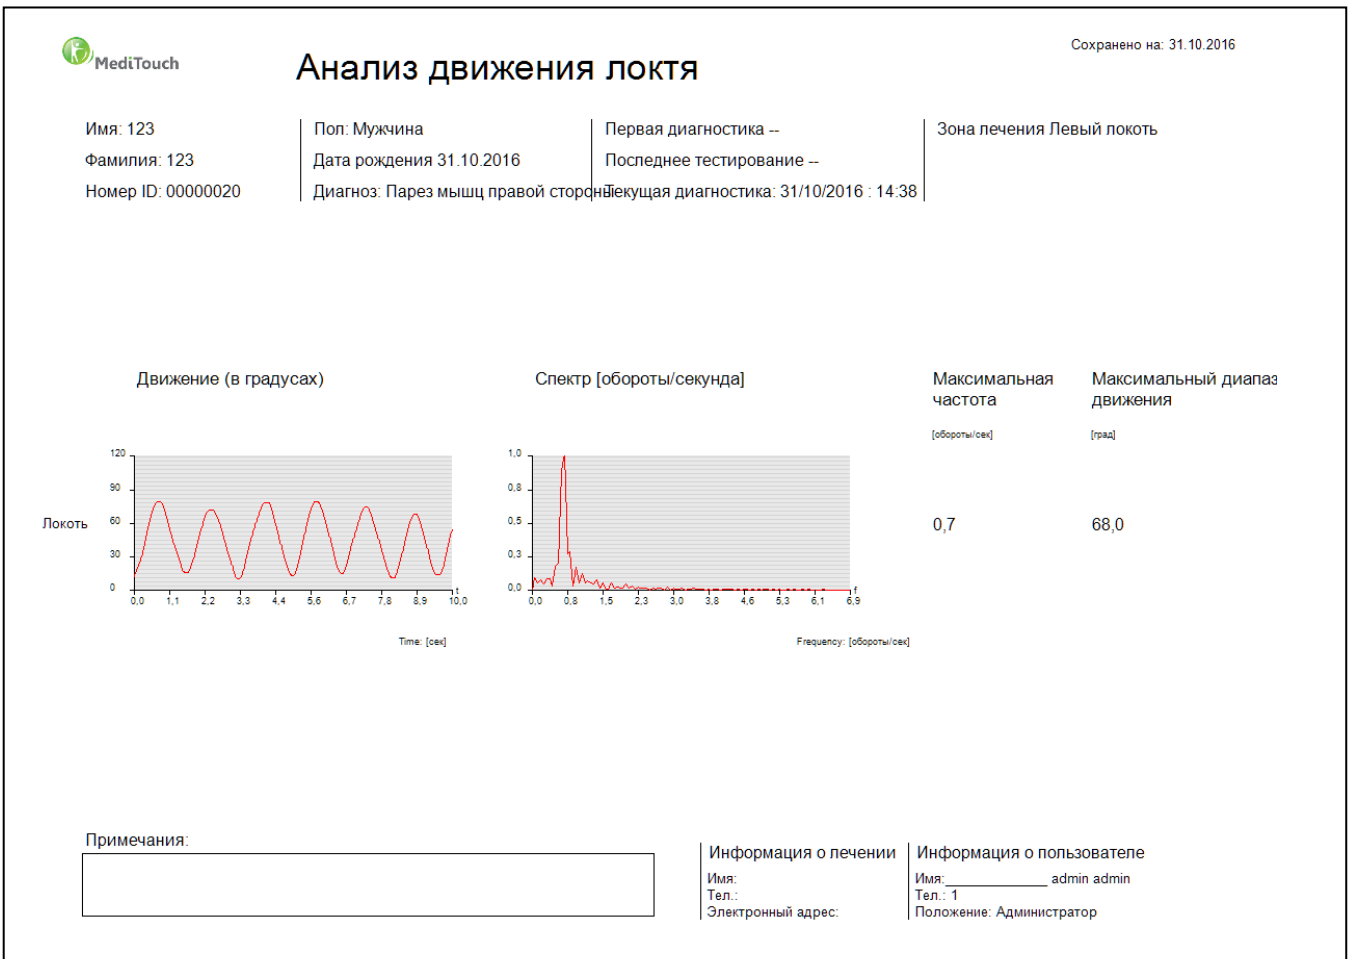 MediTouch
Анализ движения локтя
Сохранено на: 31.10.2016
Имя: 123
Фамилия: 123
Номер ID: 00000020
Пол: Мужчина
Дата рождения 31.10.2016
Диагноз: Парез мышц правой стороны
Первая диагностика --
Последнее тестирование --
Текущая диагностика: 31/10/2016 : 14:38
Зона лечения Левый локоть
Движение (в градусах)
Спектр [обороты/секунда]
Максимальная
частота
[обороты/сек]
Максимальный диапаз
движения
[град]
Локоть
120
90
60
30
0
0,0 1,1 2,2 3,3 4,4 5,6 6,7 7,8 8,9 10,0
t
Time: [сек]
1,0
0,8
0,5
0,3
0,0
0,0 0,8 1,5 2,3 3,0 3,8 4,6 5,3 6,1 6,9
f
Frequency: [обороты/сек]
0,7
68,0
Примечания:
Информация о лечении
Имя:
Тел.:
Электронный адрес:
Информация о пользователе
Имя:_____________ admin admin
Тел.: 1
Положение: Администратор